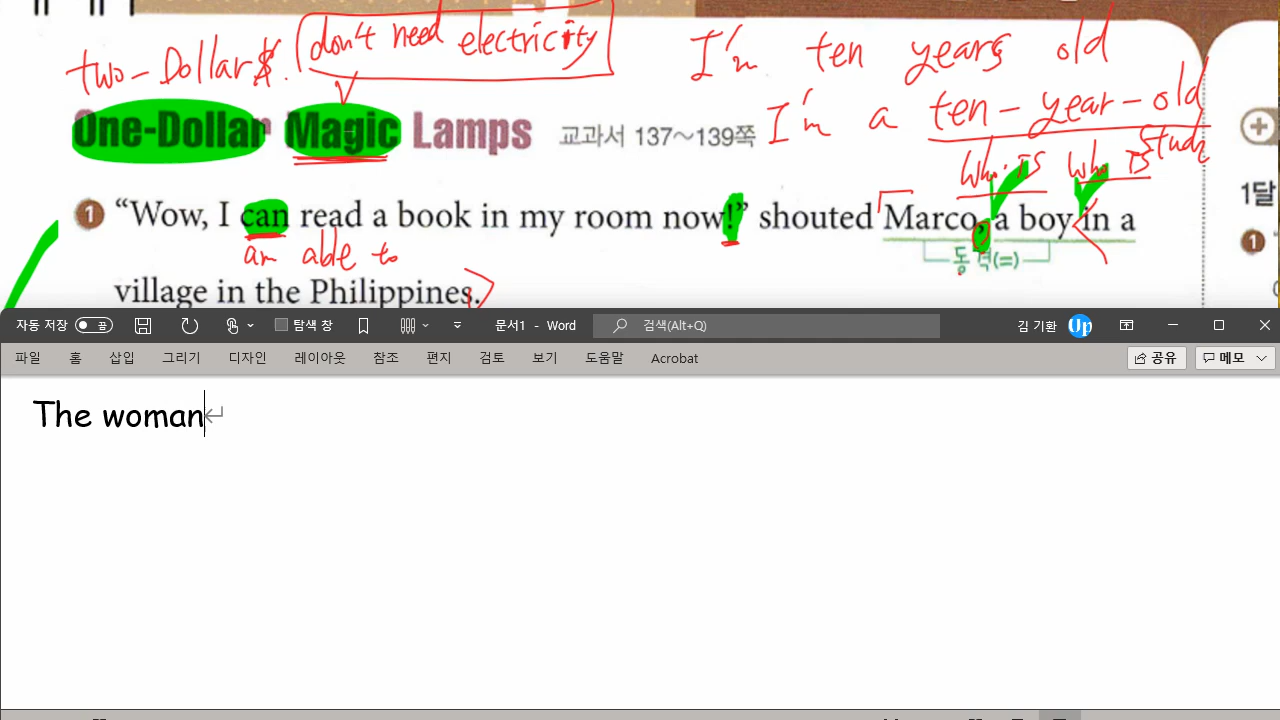 two-Dollar$. don't need electricity I'm ten years old
I'm a ten-year-old
One-Dollar Magic Lamps 교과서 137~139쪽
who is who is
1 "Wow, I can read a book in my room now!" shouted Marco, a boy in a
am able to 동격(=)
village in the Philippines.
1달
1
자동 저장 끔 탐색 창 문서1 - Word 검색(Alt+Q) 김 기환 Up
파일 홈 삽입 그리기 디자인 레이아웃 참조 편지 검토 보기 도움말 Acrobat 공유 메모
The woman